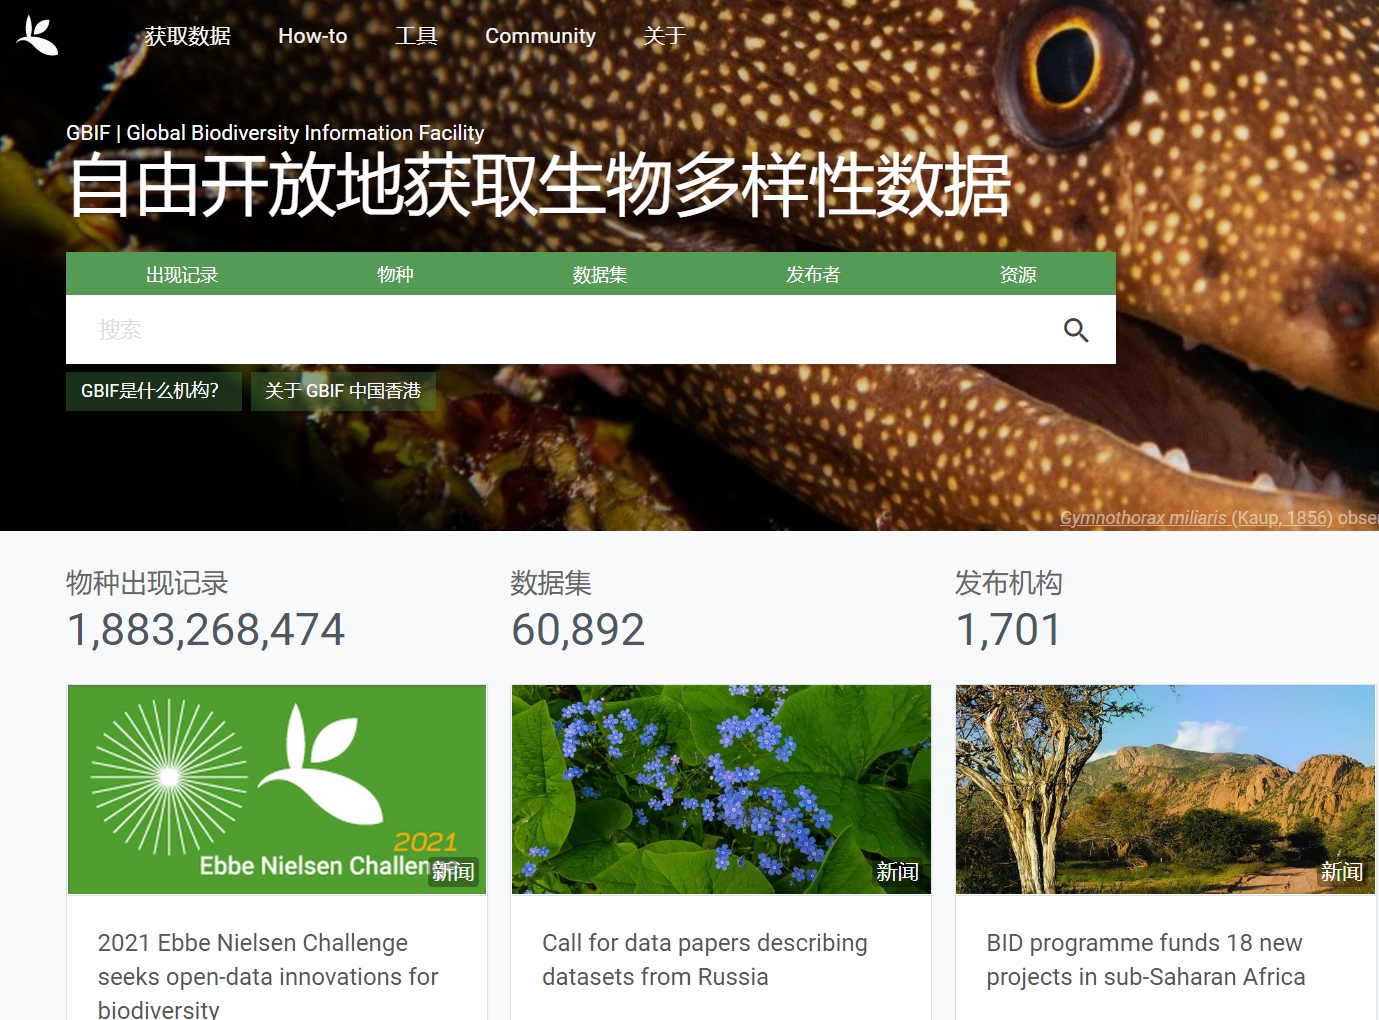 获取数据 How-to 工具 Community 关于
GBIF | Global Biodiversity Information Facility
自由开放地获取生物多样性数据
出现记录 物种 数据集 发布者 资源
搜索
GBIF是什么机构? 关于 GBIF 中国香港
Gymnothorax miliaris (Kaup, 1856)
物种出现记录 数据集 发布机构
1,883,268,474 60,892 1,701
2021
Ebbe Nielsen
新闻 新闻 新闻
2021 Ebbe Nielsen Challenge
seeks open-data innovations for
biodiversity
Call for data papers describing
datasets from Russia
BID programme funds 18 new
projects in sub-Saharan Africa